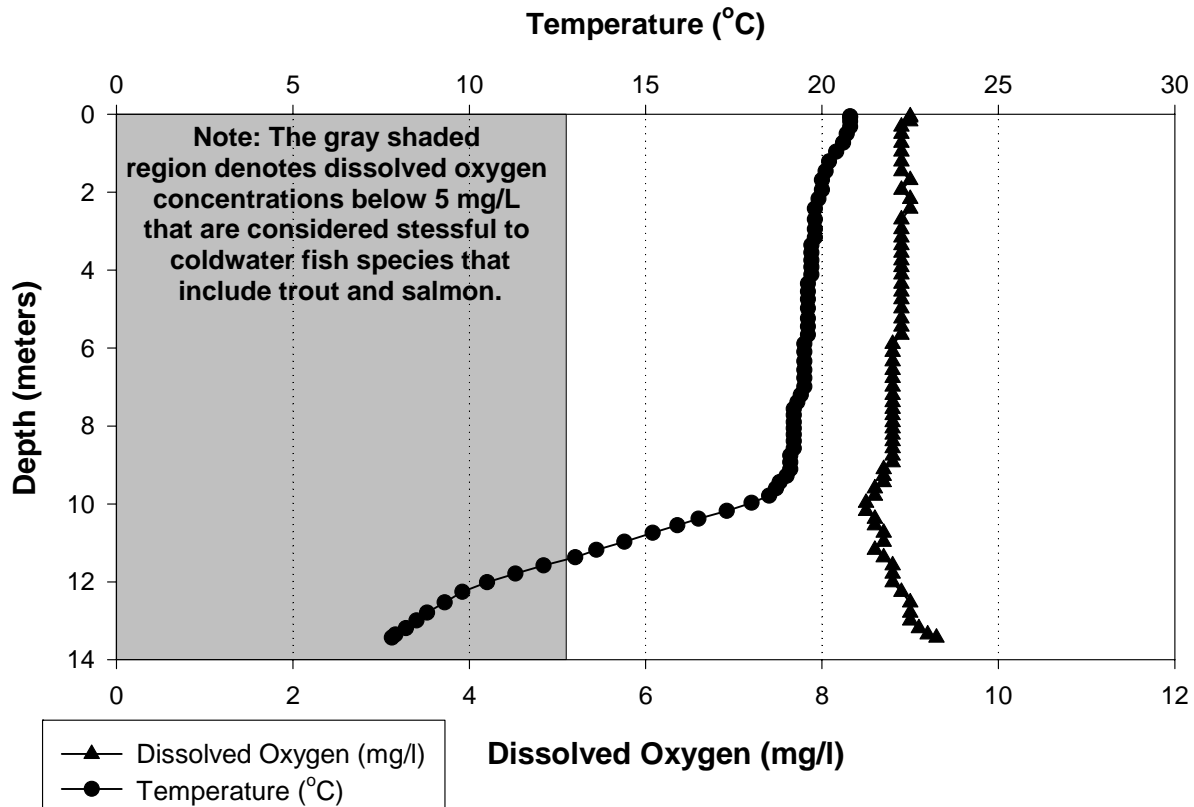 Temperature (°C)
0 5 10 15 20 25 30
Note: The gray shaded
region denotes dissolved oxygen
concentrations below 5 mg/L
that are considered stessful to
coldwater fish species that
include trout and salmon.
Depth (meters)
0
2
4
6
8
10
12
14
0 2 4 6 8 10 12
Dissolved Oxygen (mg/l)
Dissolved Oxygen (mg/l)
Temperature (°C)